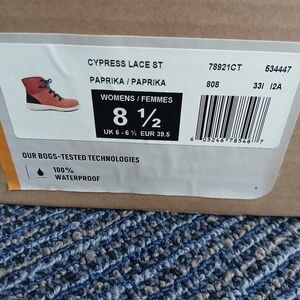 CYPRESS LACE ST 78921CT 534447
PAPRIKA / PAPRIKA 808 33I / 2A
WOMENS / FEMMES
8 ½
UK 6 - 6 ½ EUR 39.5
OUR BOGS-TESTED TECHNOLOGIES
100%
WATERPROOF